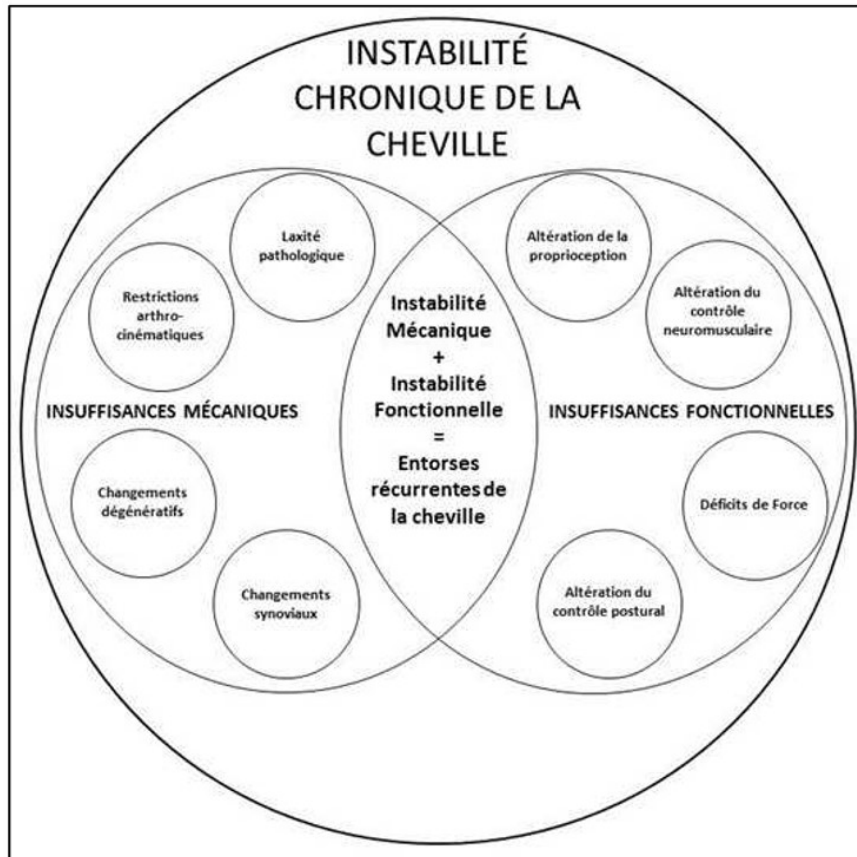 INSTABILITÉ
CHRONIQUE DE LA
CHEVILLE
Laxité
pathologique
Restrictions
arthro-
cinématiques
INSUFFISANCES MÉCANIQUES
Changements
dégénératifs
Changements
synoviaux
Instabilité
Mécanique
+
Instabilité
Fonctionnelle
=
Entorses
récurrentes de
la cheville
Altération de la
proprioception
Altération du
contrôle
neuromusculaire
INSUFFISANCES FONCTIONNELLES
Déficits de Force
Altération du
contrôle postural